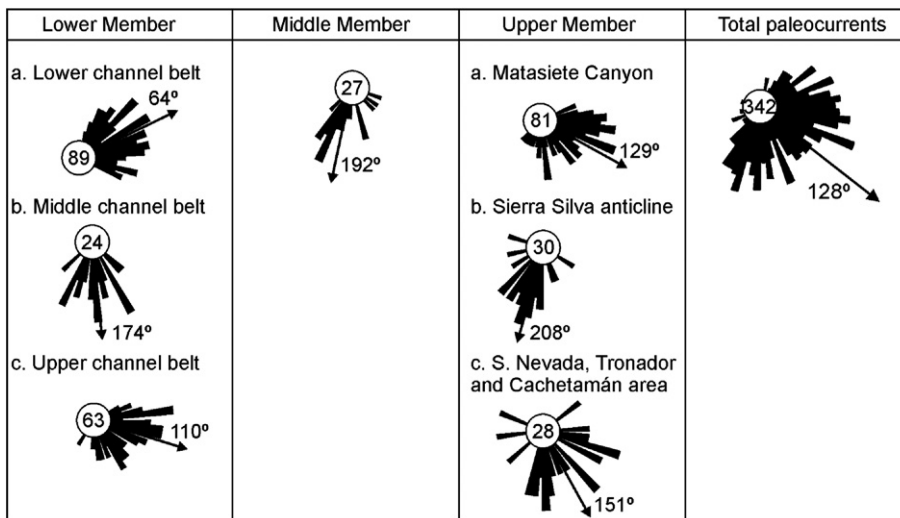 Lower Member
Middle Member
Upper Member
Total paleocurrents
a. Lower channel belt
64º
89
b. Middle channel belt
24
174º
c. Upper channel belt
63
110º
27
192º
a. Matasiete Canyon
81
129º
b. Sierra Silva anticline
30
208º
c. S. Nevada, Tronador
and Cachetamán area
28
151º
342
128º